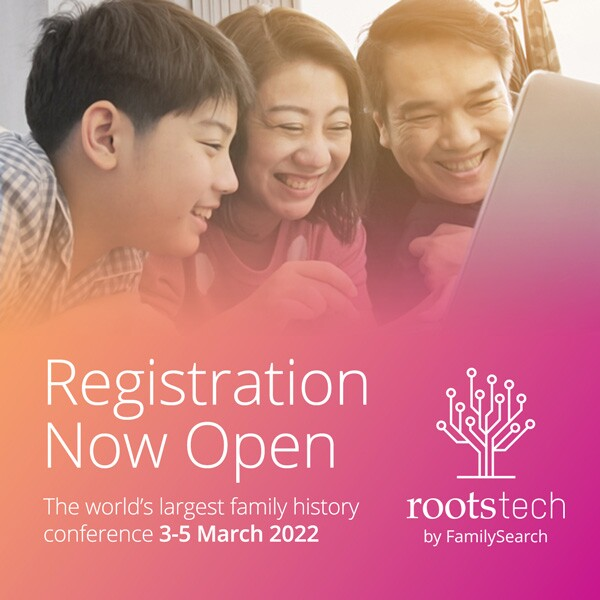 Registration
Now Open
The world's largest family history
conference 3-5 March 2022
rootstech
by FamilySearch